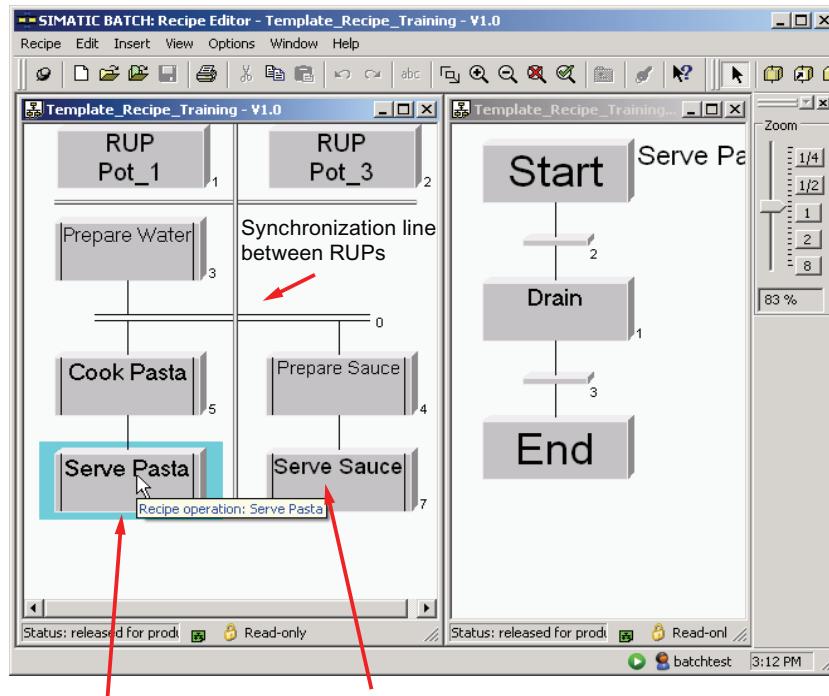 SIMATIC BATCH: Recipe Editor - Template_Recipe_Training - V1.0
Recipe Edit Insert View Options Window Help
abc
Template_Recipe_Training - V1.0
RUP
Pot_1
1
RUP
Pot_3
2
Prepare Water
3
Synchronization line
between RUPs
0
Cook Pasta
5
Prepare Sauce
4
Serve Pasta
Serve Sauce
7
Recipe operation: Serve Pasta
Status: released for produ
Read-only
Template_Recipe_Training...
Serve Pa
Start
2
Drain
1
3
End
Status: released for produ
Read-onl
Zoom
1/4
1/2
1
2
8
83 %
batchtest
3:12 PM